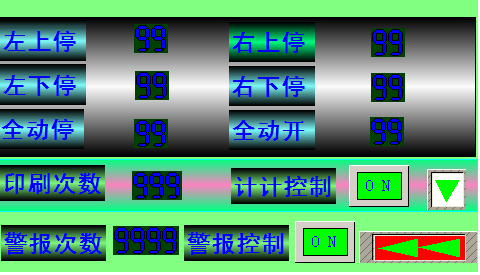 左上停 99 右上停 99
左下停 99 右下停 99
全动停 99 全动开 99
印刷次数 999 计计控制 ON
警报次数 9999 警报控制 ON